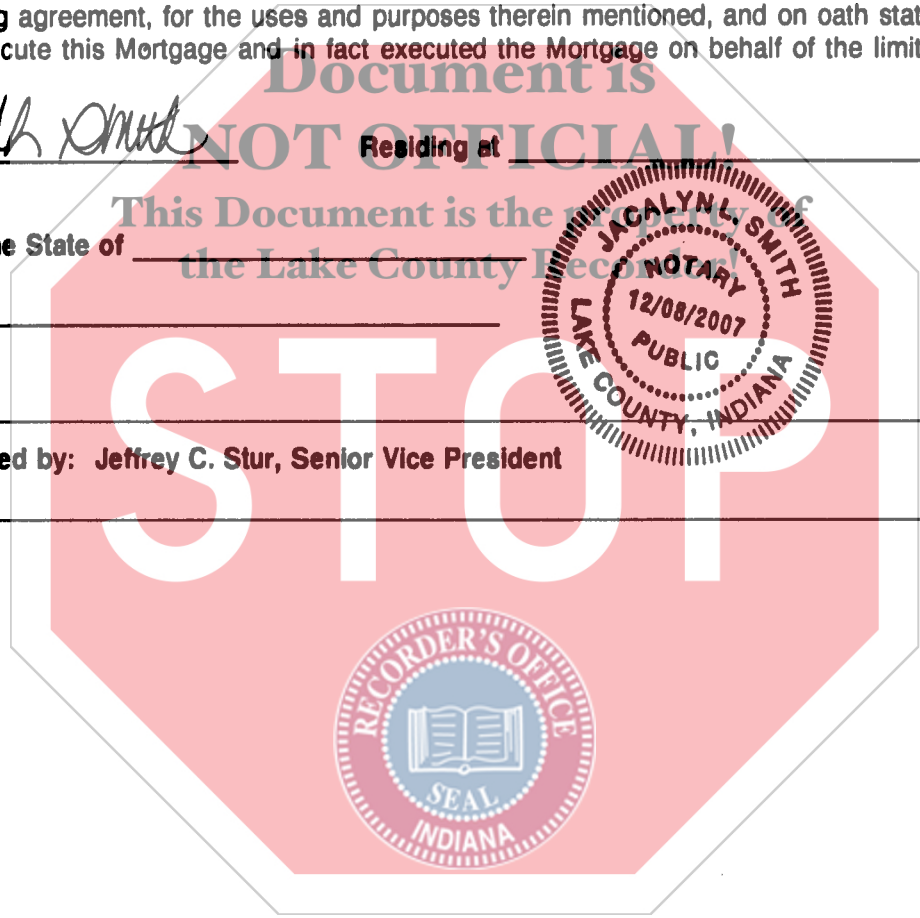 g agreement, for the uses and purposes therein mentioned, and on oath stat
cute this Mortgage and in fact executed the Mortgage on behalf of the limit
Document is
NOT OFFICIAL!
Smith
Residing at
This Document is the property of
the Lake County Recorder!
e State of
JACALYN L. SMITH
NOTARY
12/08/2007
PUBLIC
LAKE COUNTY, INDIANA
STOP
ed by: Jeffrey C. Stur, Senior Vice President
RECORDER'S OFFICE
SEAL
INDIANA